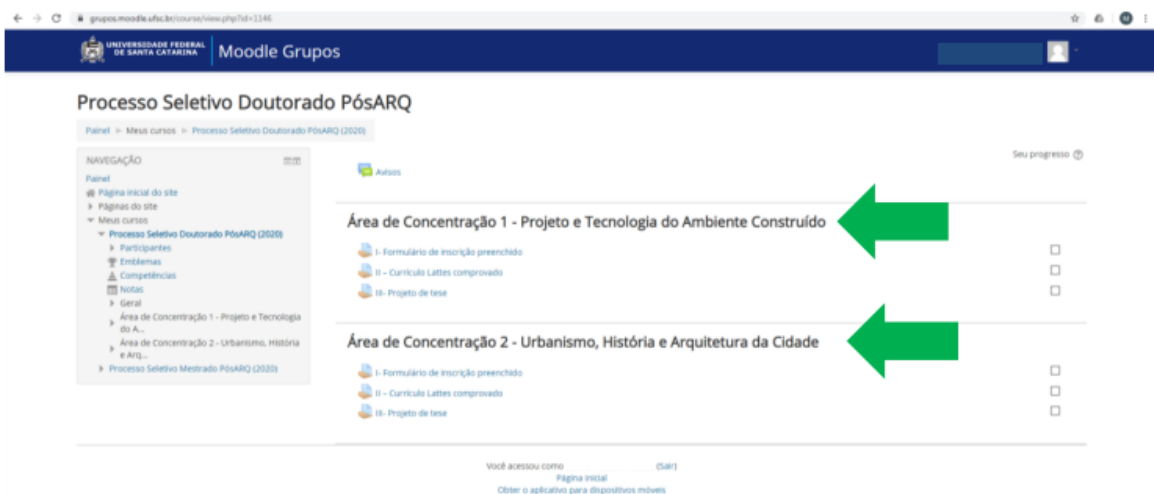 grupos.moodle.ufsc.br/course/view.php?id=1146
UNIVERSIDADE FEDERAL
DE SANTA CATARINA
Moodle Grupos
Processo Seletivo Doutorado PósARQ
Painel > Meus cursos > Processo Seletivo Doutorado PósARQ (2020)
NAVEGAÇÃO
Painel
Página inicial do site
Páginas do site
Meus cursos
Processo Seletivo Doutorado PósARQ (2020)
Participantes
Emblemas
Competências
Notas
Geral
Área de Concentração 1 - Projeto e Tecnologia
do A...
Área de Concentração 2 - Urbanismo, História
e Arq...
Processo Seletivo Mestrado PósARQ (2020)
Seu progresso
Avisos
Área de Concentração 1 - Projeto e Tecnologia do Ambiente Construído
I- Formulário de inscrição preenchido
II – Currículo Lattes comprovado
III- Projeto de tese
Área de Concentração 2 - Urbanismo, História e Arquitetura da Cidade
I- Formulário de inscrição preenchido
II – Currículo Lattes comprovado
III- Projeto de tese
Você acessou como (Sair)
Página inicial
Obter o aplicativo para dispositivos móveis